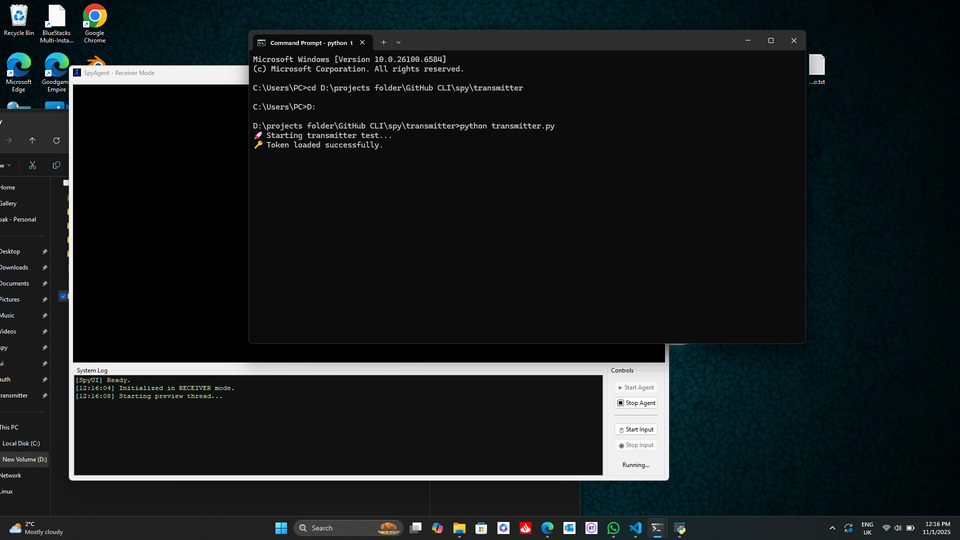 Recycle Bin
BlueStacks
Multi-Insta...
Google
Chrome
Microsoft
Edge
Goodgame
Empire
...o.txt
Command Prompt - python t
Microsoft Windows [Version 10.0.26100.6584]
(c) Microsoft Corporation. All rights reserved.
C:\Users\PC>cd D:\projects folder\GitHub CLI\spy\transmitter
C:\Users\PC>D:
D:\projects folder\GitHub CLI\spy\transmitter>python transmitter.py
🚀 Starting transmitter test...
🔑 Token loaded successfully.
SpyAgent - Receiver Mode
System Log
[SpyUI] Ready.
[12:16:04] Initialized in RECEIVER mode.
[12:16:08] Starting preview thread...
Controls
Start Agent
Stop Agent
Start Input
Stop Input
Running...
y
w
Home
Gallery
oak - Personal
Desktop
Downloads
Documents
Pictures
Music
Videos
spy
ui
auth
transmitter
This PC
Local Disk (C:)
New Volume (D:)
Network
Linux
2°C
Mostly cloudy
Search
ENG
UK
12:16 PM
11/1/2025